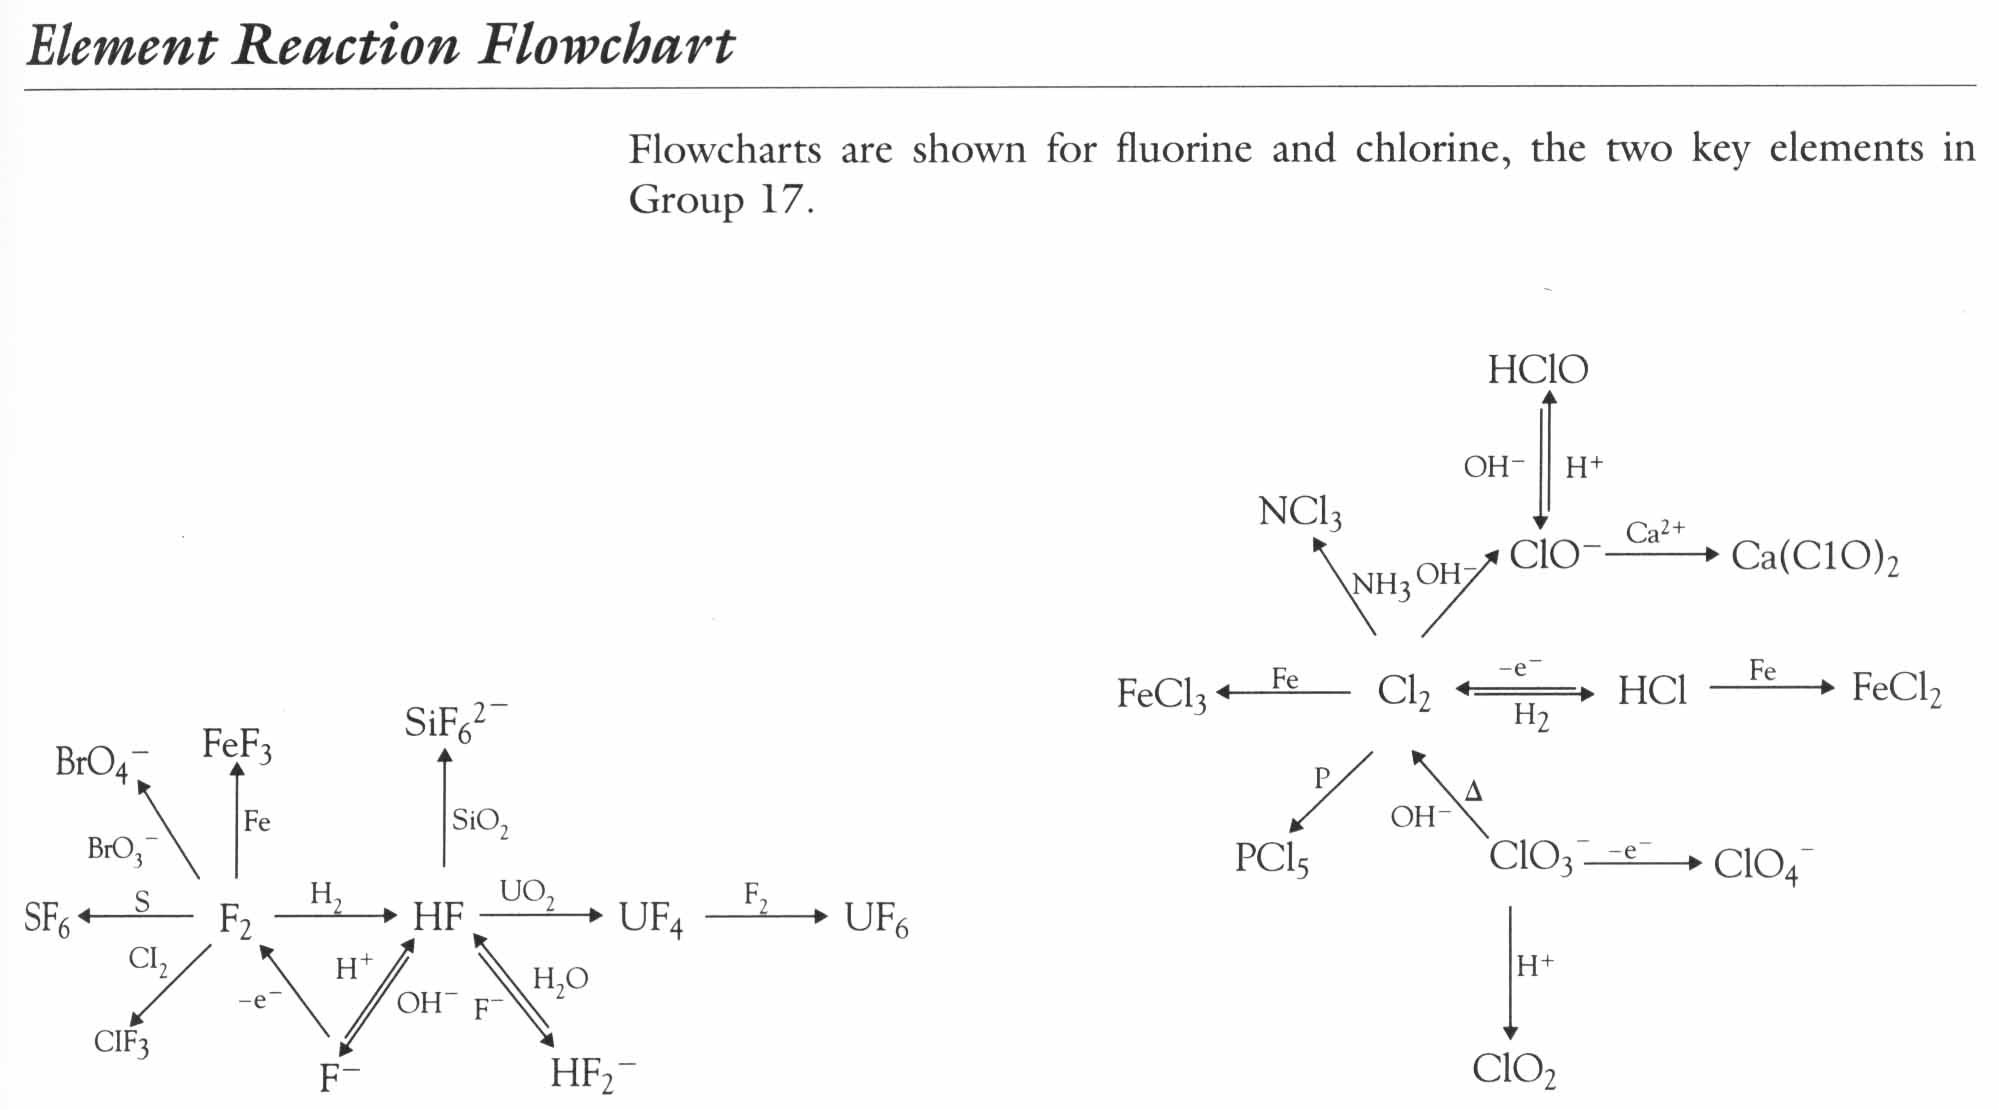 Element Reaction Flowchart
Flowcharts are shown for fluorine and chlorine, the two key elements in
Group 17.
HClO
OH⁻ H⁺
NCl₃
NH₃ OH⁻ ClO⁻ Ca²⁺ Ca(ClO)₂
FeCl₃ Fe Cl₂ –e⁻ H₂ HCl Fe FeCl₂
P Δ
OH⁻
PCl₅ ClO₃⁻ –e⁻ ClO₄⁻
H⁺
ClO₂
SiF₆²⁻
BrO₄⁻ FeF₃
BrO₃⁻ Fe SiO₂
SF₆ S F₂ H₂ HF UO₂ UF₄ F₂ UF₆
Cl₂ –e⁻ H⁺ OH⁻ F⁻ H₂O
ClF₃ F⁻ HF₂⁻